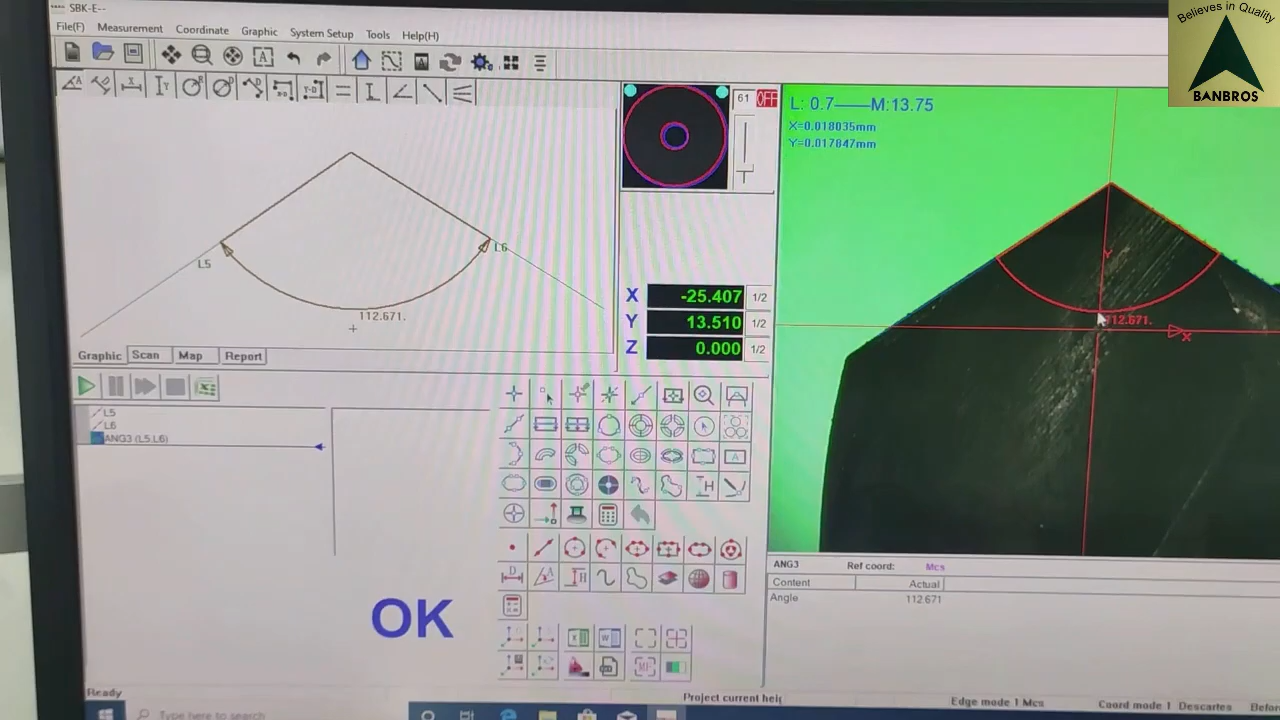 SBK-E--
Believes in Quality
BANBROS
File(F) Measurement Coordinate Graphic System Setup Tools Help(H)
61 OFF
L: 0.7——M:13.75
X=0.018035mm
Y=0.017847mm
L5
L6
112.671.
Y
112.671.
X
X -25.407 1/2
Y 13.510 1/2
Z 0.000 1/2
Graphic Scan Map Report
L5
L6
ANG3 (L5,L6)
OK
ANG3 Ref coord: Mcs
Content Actual
Angle 112.671
Ready
Project current heig
Edge mode 1 Mcs
Coord mode 1 Descartes
Type here to search